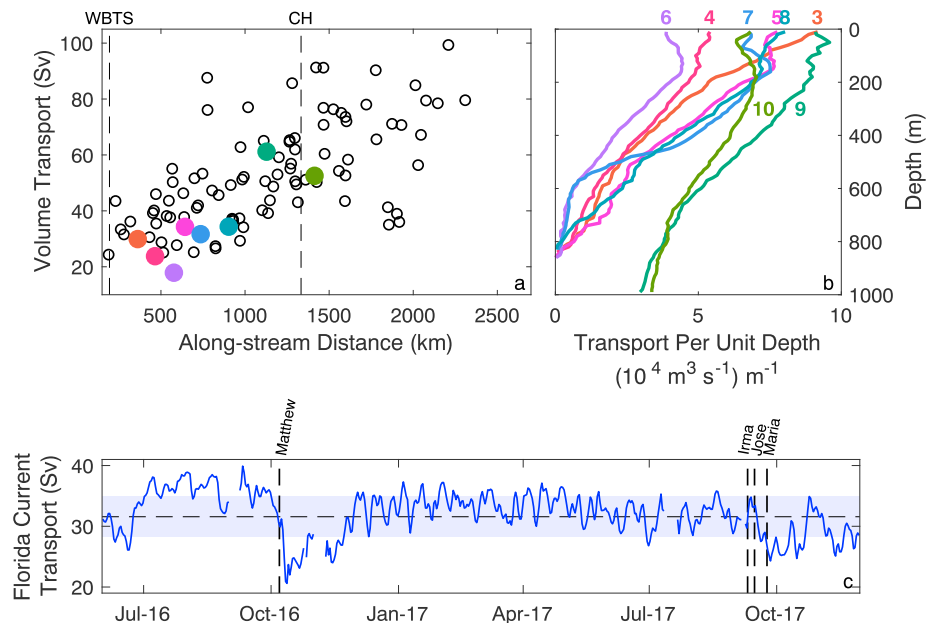 WBTS CH
100
80
60
40
20
Volume Transport (Sv)
500 1000 1500 2000 2500
Along-stream Distance (km)
a
6 4 7 5 8 3
10 9
0
200
400
600
800
1000
Depth (m)
0 5 10
Transport Per Unit Depth
(10 4 m3 s-1) m-1
b
Matthew
Irma
Jose
Maria
40
30
20
Florida Current
Transport (Sv)
Jul-16 Oct-16 Jan-17 Apr-17 Jul-17 Oct-17
c